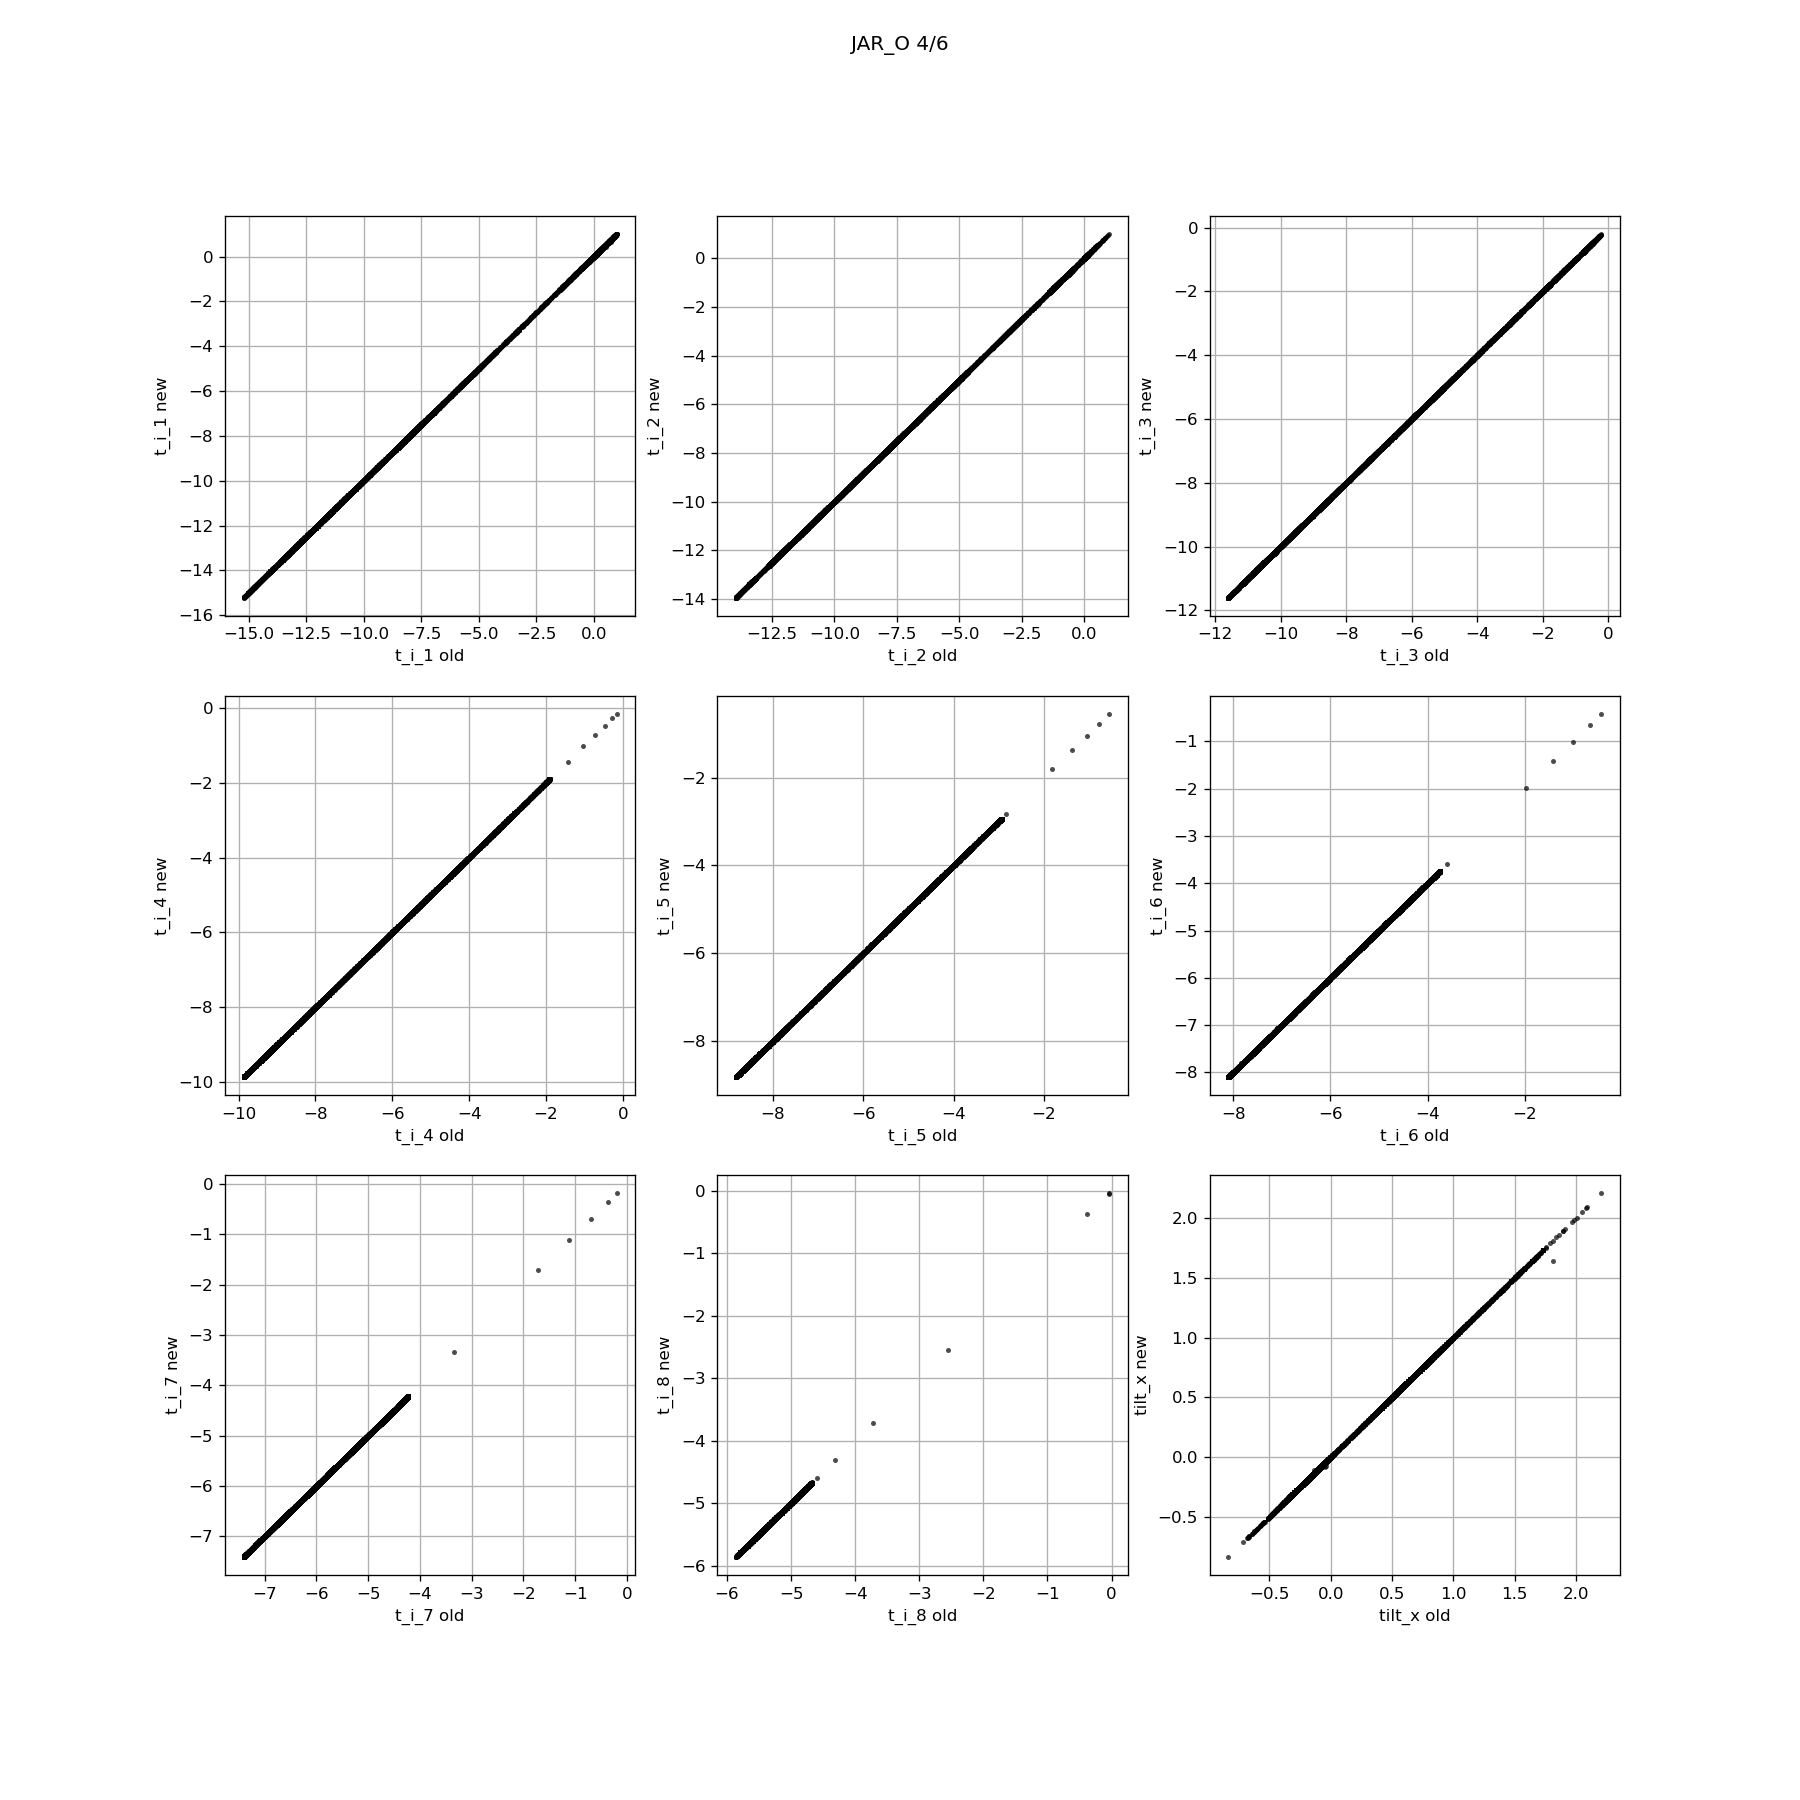 JAR_O 4/6
0
−2
−4
−6
−8
−10
−12
−14
−16
t_i_1 new
−15.0 −12.5 −10.0 −7.5 −5.0 −2.5 0.0
t_i_1 old
0
−2
−4
−6
−8
−10
−12
−14
t_i_2 new
−12.5 −10.0 −7.5 −5.0 −2.5 0.0
t_i_2 old
0
−2
−4
−6
−8
−10
−12
t_i_3 new
−12 −10 −8 −6 −4 −2 0
t_i_3 old
0
−2
−4
−6
−8
−10
t_i_4 new
−10 −8 −6 −4 −2 0
t_i_4 old
−2
−4
−6
−8
t_i_5 new
−8 −6 −4 −2
t_i_5 old
−1
−2
−3
−4
−5
−6
−7
−8
t_i_6 new
−8 −6 −4 −2
t_i_6 old
0
−1
−2
−3
−4
−5
−6
−7
t_i_7 new
−7 −6 −5 −4 −3 −2 −1 0
t_i_7 old
0
−1
−2
−3
−4
−5
−6
t_i_8 new
−6 −5 −4 −3 −2 −1 0
t_i_8 old
2.0
1.5
1.0
0.5
0.0
−0.5
tilt_x new
−0.5 0.0 0.5 1.0 1.5 2.0
tilt_x old